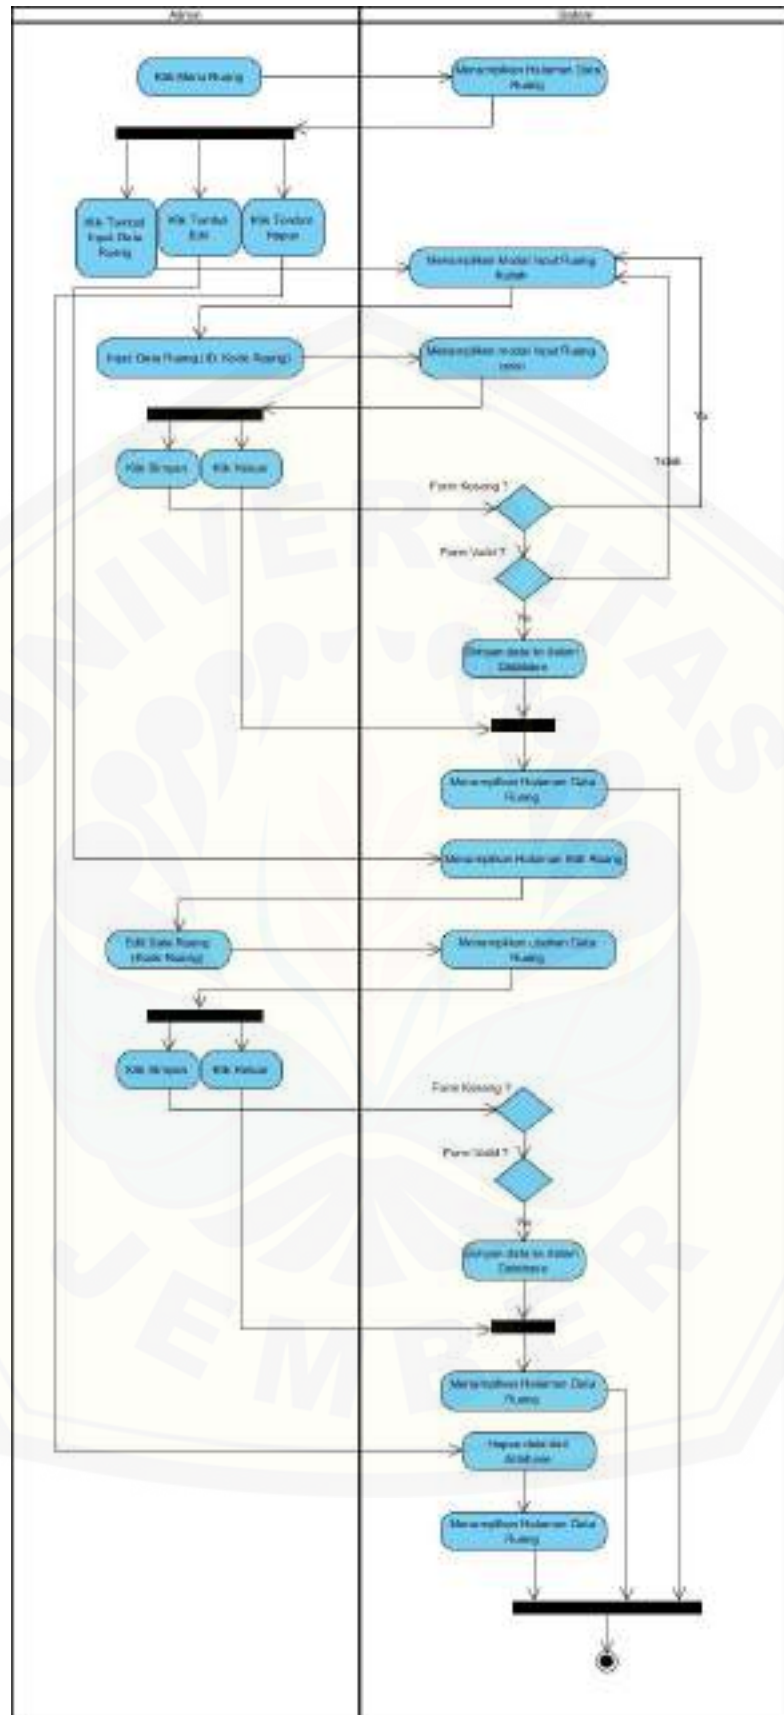 Admin
Sistem
Klik Menu Ruang
Menampilkan Halaman Data
Ruang
Klik Tombol
Input Data
Ruang
Klik Tombol
Edit
Klik Tombol
Hapus
Menampilkan Modal Input Ruang
Input Data Ruang ( ID, Kode Ruang)
Menampilkan modal Input Ruang
Klik Simpan
Klik Keluar
Ya
Tidak
Form Kosong ?
Form Valid ?
Ya
Simpan data ke dalam
Database
Menampilkan Halaman Data
Ruang
Menampilkan Halaman Edit Ruang
Edit Data Ruang
(Kode Ruang)
Menampilkan ubahan Data
Ruang
Klik Simpan
Klik Keluar
Form Kosong ?
Form Valid ?
Ya
Simpan data ke dalam
Database
Menampilkan Halaman Data
Ruang
Hapus data dari
database
Menampilkan Halaman Data
Ruang
UNIVERSITAS
JEMBER